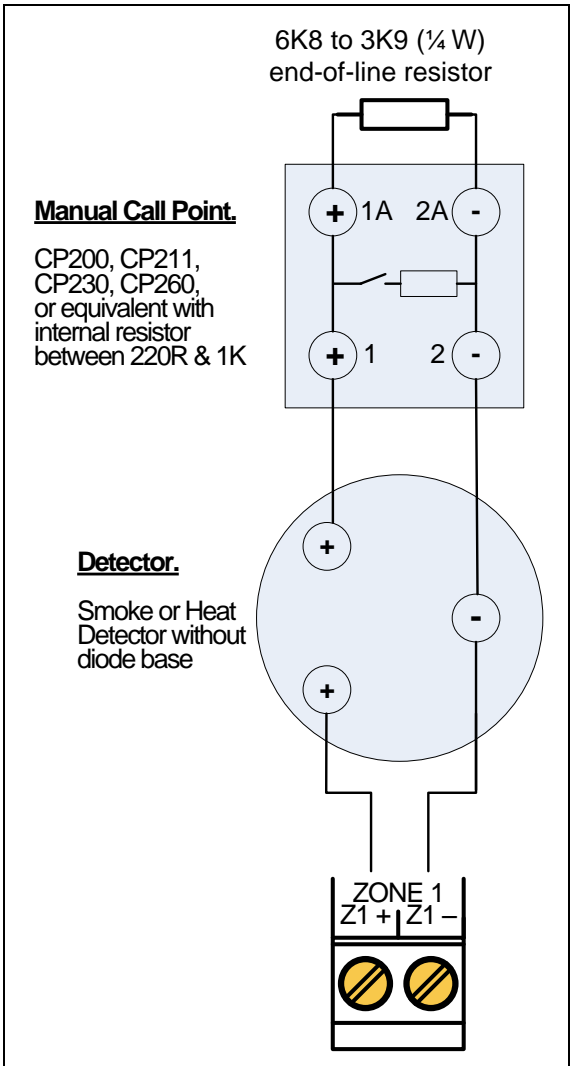 6K8 to 3K9 (¼ W)
end-of-line resistor
Manual Call Point.
CP200, CP211,
CP230, CP260,
or equivalent with
internal resistor
between 220R & 1K
+ 1A 2A -
+ 1 2 -
Detector.
Smoke or Heat
Detector without
diode base
+
-
+
ZONE 1
Z1 + Z1 –